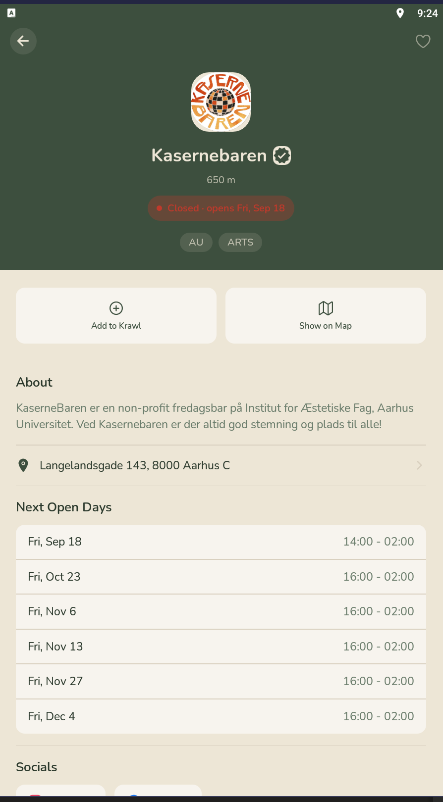 A
9:24
KASERNE
BAREN
Kasernebaren
650 m
Closed · opens Fri, Sep 18
AU
ARTS
Add to Krawl
Show on Map
About
KaserneBaren er en non-profit fredagsbar på Institut for Æstetiske Fag, Aarhus
Universitet. Ved Kasernebaren er der altid god stemning og plads til alle!
Langelandsgade 143, 8000 Aarhus C
Next Open Days
Fri, Sep 18 14:00 - 02:00
Fri, Oct 23 16:00 - 02:00
Fri, Nov 6 16:00 - 02:00
Fri, Nov 13 16:00 - 02:00
Fri, Nov 27 16:00 - 02:00
Fri, Dec 4 16:00 - 02:00
Socials